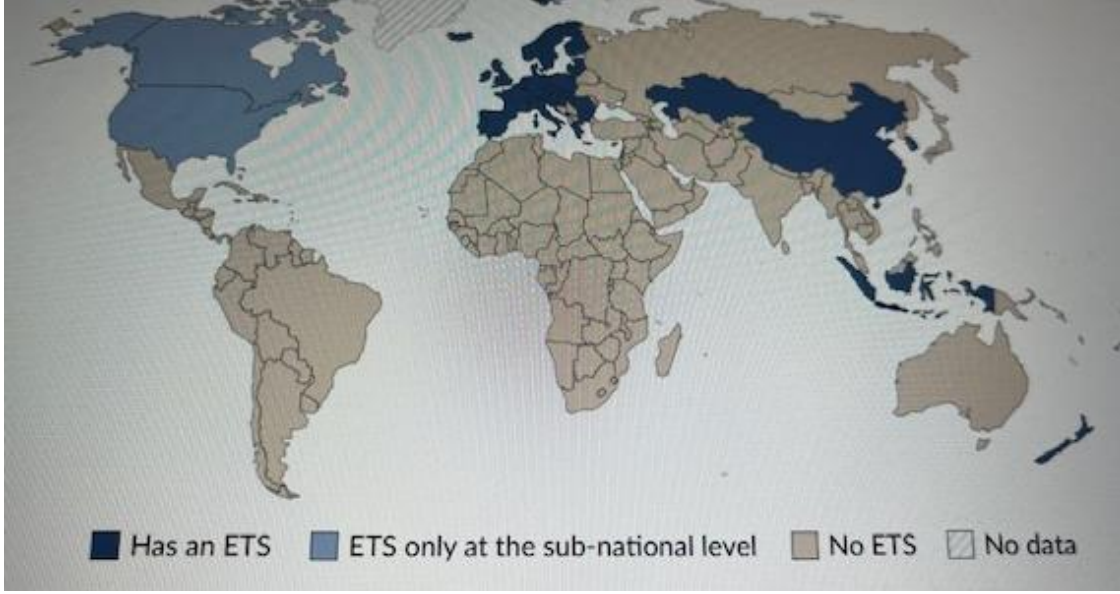 Has an ETS ETS only at the sub-national level No ETS No data